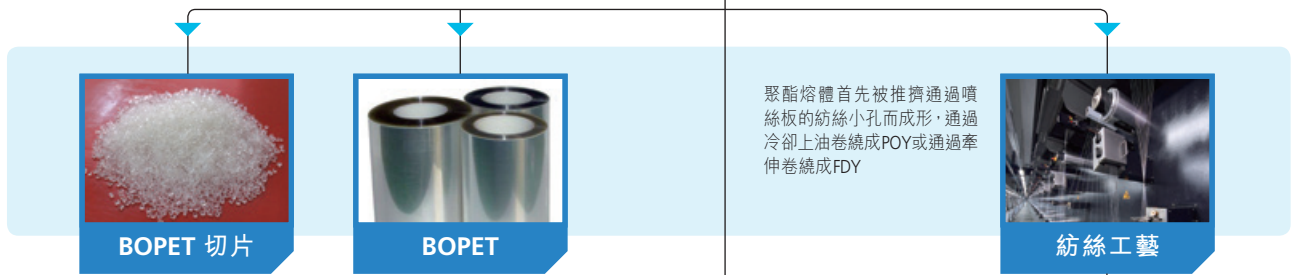 聚酯熔體首先被推擠通過噴
絲板的紡絲小孔而成形，通過
冷卻上油卷繞成POY或通過牽
伸卷繞成FDY
BOPET 切片
BOPET
紡絲工藝